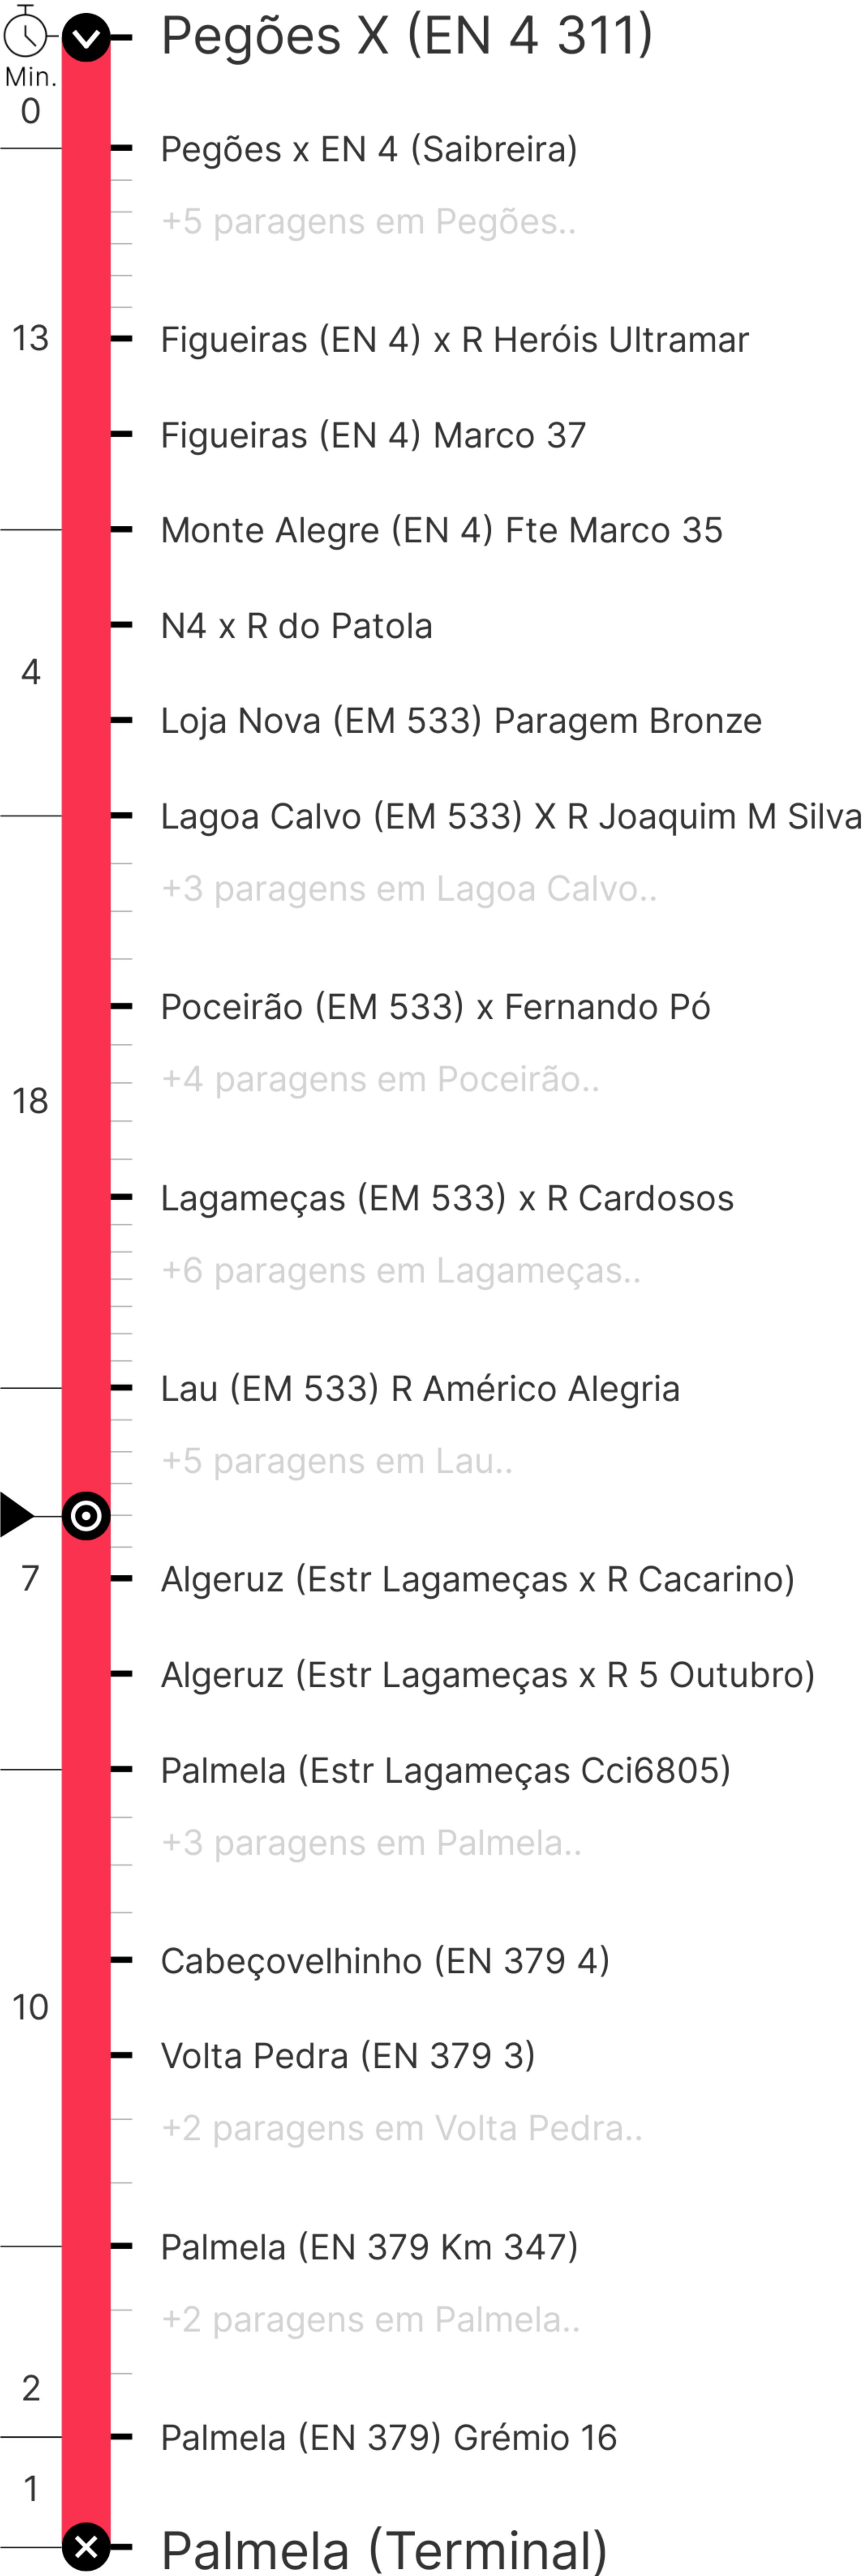 Pegões X (EN 4 311)
Min.
0
Pegões x EN 4 (Saibreira)
+5 paragens em Pegões..
13
Figueiras (EN 4) x R Heróis Ultramar
Figueiras (EN 4) Marco 37
Monte Alegre (EN 4) Fte Marco 35
N4 x R do Patola
4
Loja Nova (EM 533) Paragem Bronze
Lagoa Calvo (EM 533) X R Joaquim M Silva
+3 paragens em Lagoa Calvo..
Poceirão (EM 533) x Fernando Pó
+4 paragens em Poceirão..
18
Lagameças (EM 533) x R Cardosos
+6 paragens em Lagameças..
Lau (EM 533) R Américo Alegria
+5 paragens em Lau..
7
Algeruz (Estr Lagameças x R Cacarino)
Algeruz (Estr Lagameças x R 5 Outubro)
Palmela (Estr Lagameças Cci6805)
+3 paragens em Palmela..
Cabeçovelhinho (EN 379 4)
10
Volta Pedra (EN 379 3)
+2 paragens em Volta Pedra..
Palmela (EN 379 Km 347)
+2 paragens em Palmela..
2
Palmela (EN 379) Grémio 16
1
Palmela (Terminal)